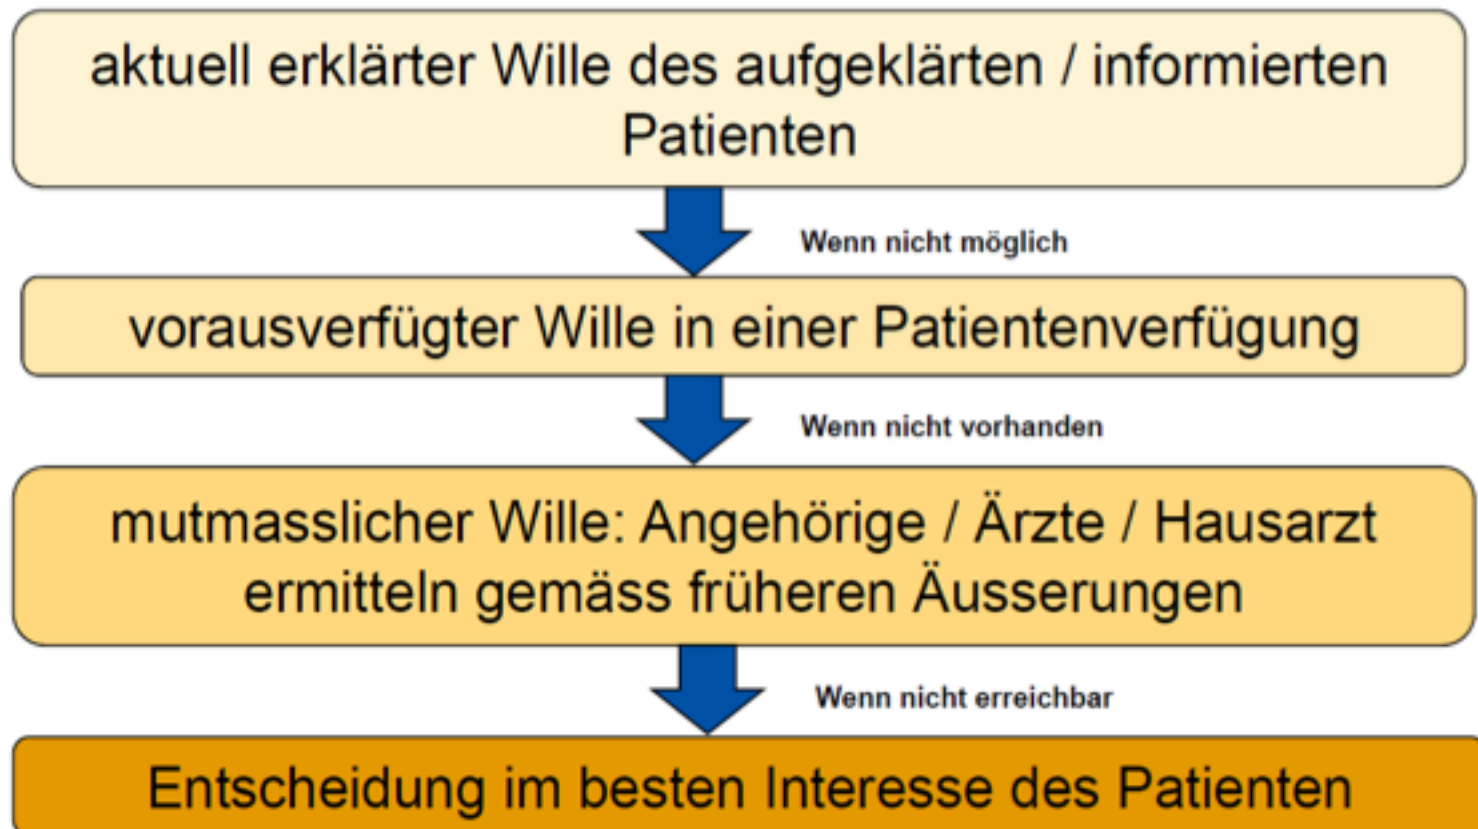 aktuell erklärter Wille des aufgeklärten / informierten
Patienten
Wenn nicht möglich
vorausverfügter Wille in einer Patientenverfügung
Wenn nicht vorhanden
mutmasslicher Wille: Angehörige / Ärzte / Hausarzt
ermitteln gemäss früheren Äusserungen
Wenn nicht erreichbar
Entscheidung im besten Interesse des Patienten